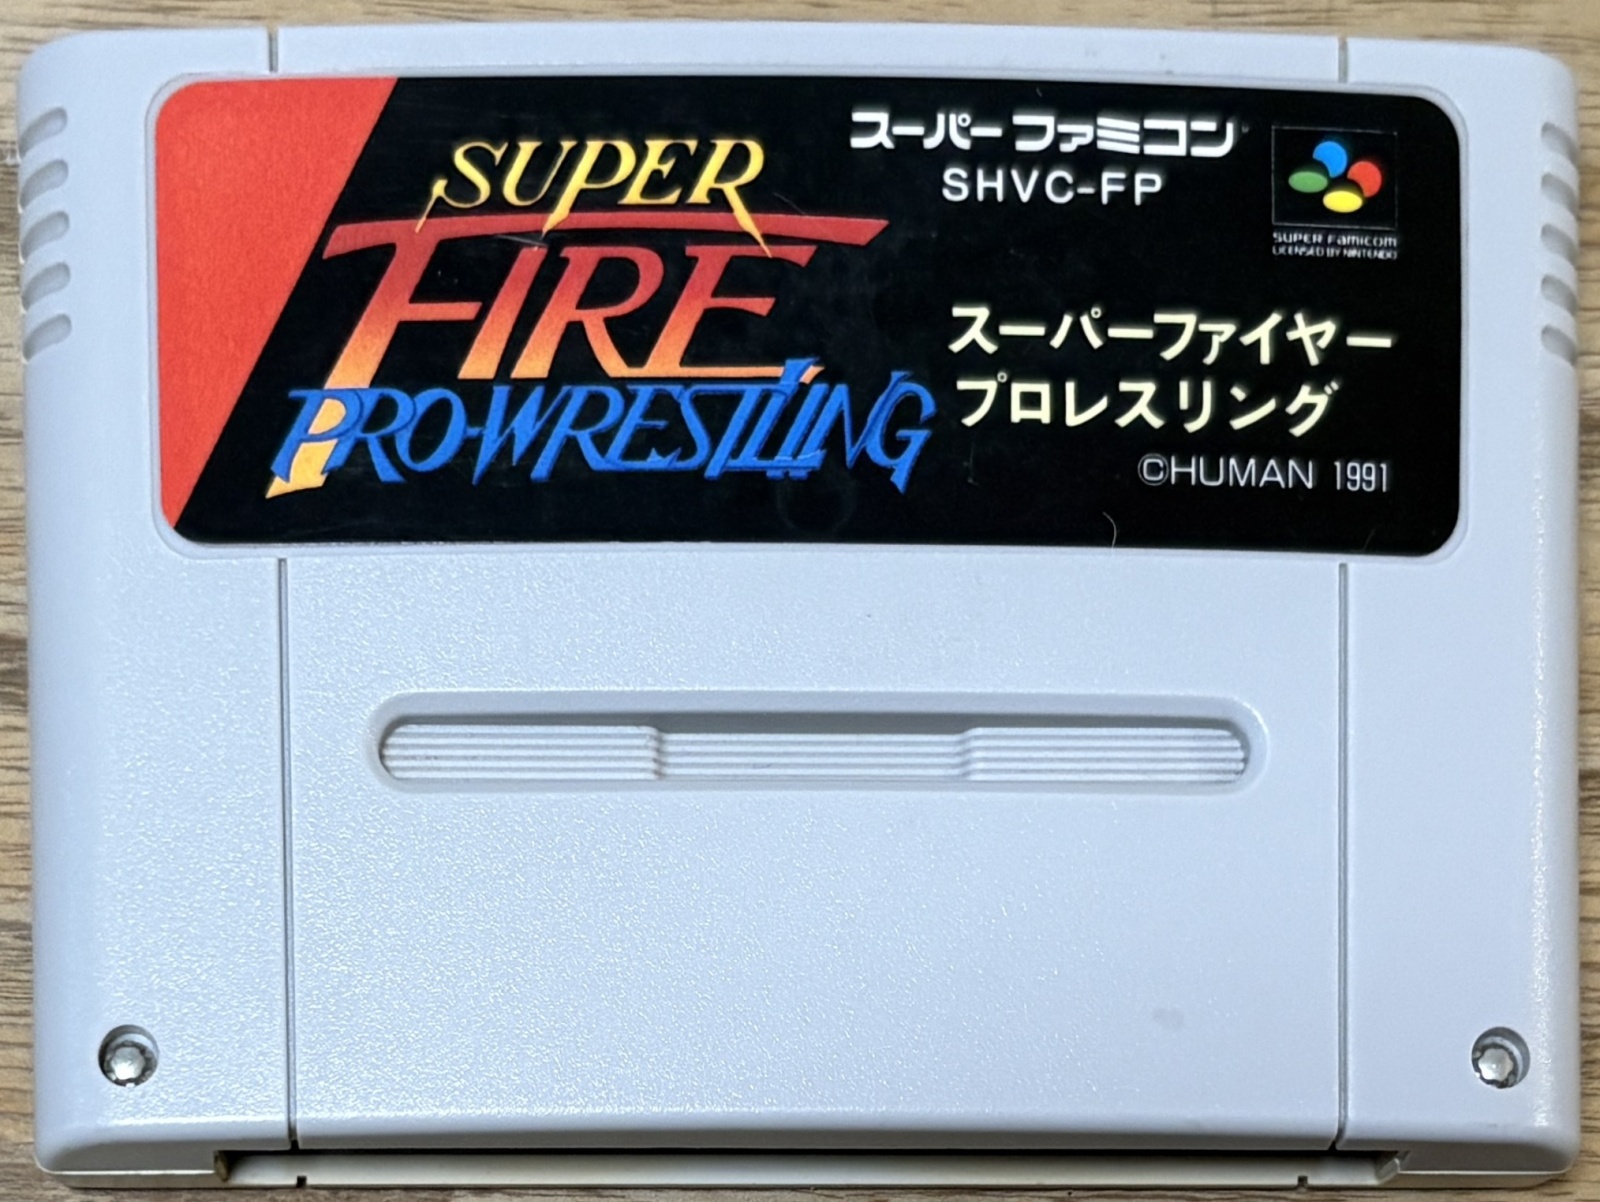 SUPER
FIRE
PRO-WRESTLING
スーパーファミコン
SHVC-FP
SUPER FAMICOM
LICENSED BY NINTENDO
スーパーファイヤー
プロレスリング
©HUMAN 1991